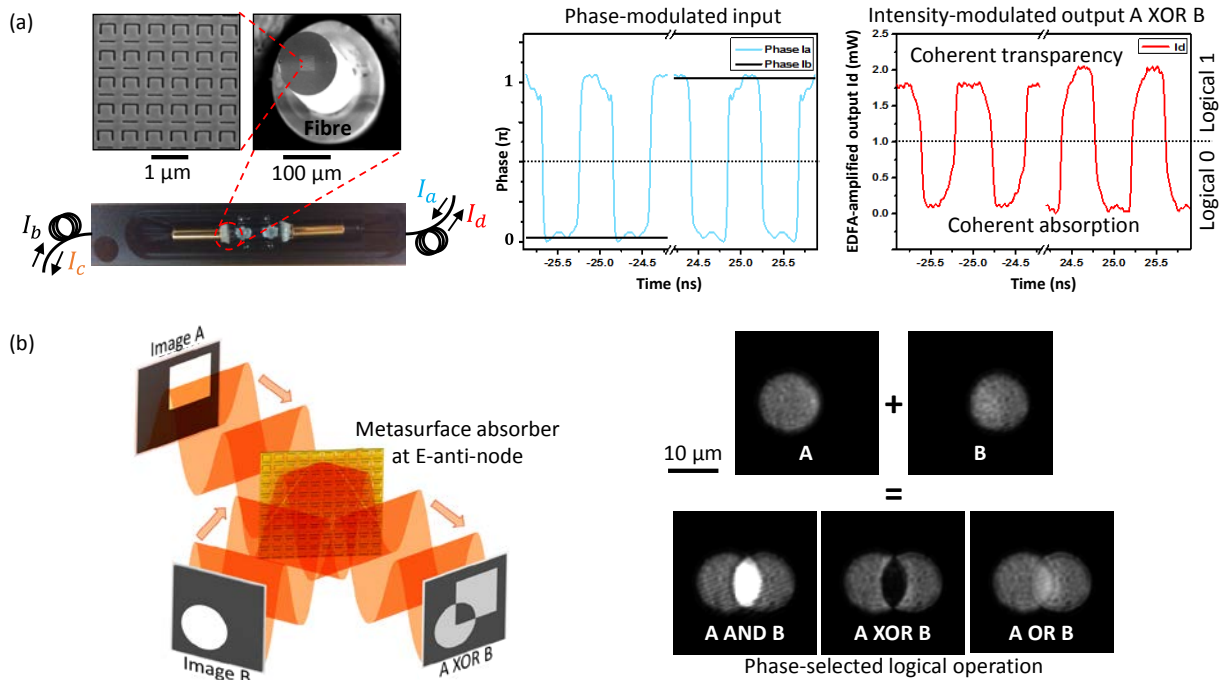 (a)
Fibre
1 µm
100 µm
I_b
I_c
I_a
I_d
Phase-modulated input
Phase Ia
Phase Ib
Phase (π)
1
0
-25.5
-25.0
-24.5
24.5
25.0
25.5
Time (ns)
Intensity-modulated output A XOR B
Id
Coherent transparency
Coherent absorption
EDFA-amplified output Id (mW)
2.5
2.0
1.5
1.0
0.5
0.0
Logical 1
Logical 0
-25.5
-25.0
-24.5
24.5
25.0
25.5
Time (ns)
(b)
Image A
Metasurface absorber
at E-anti-node
Image B
A XOR B
A
+
B
10 µm
=
A AND B
A XOR B
A OR B
Phase-selected logical operation